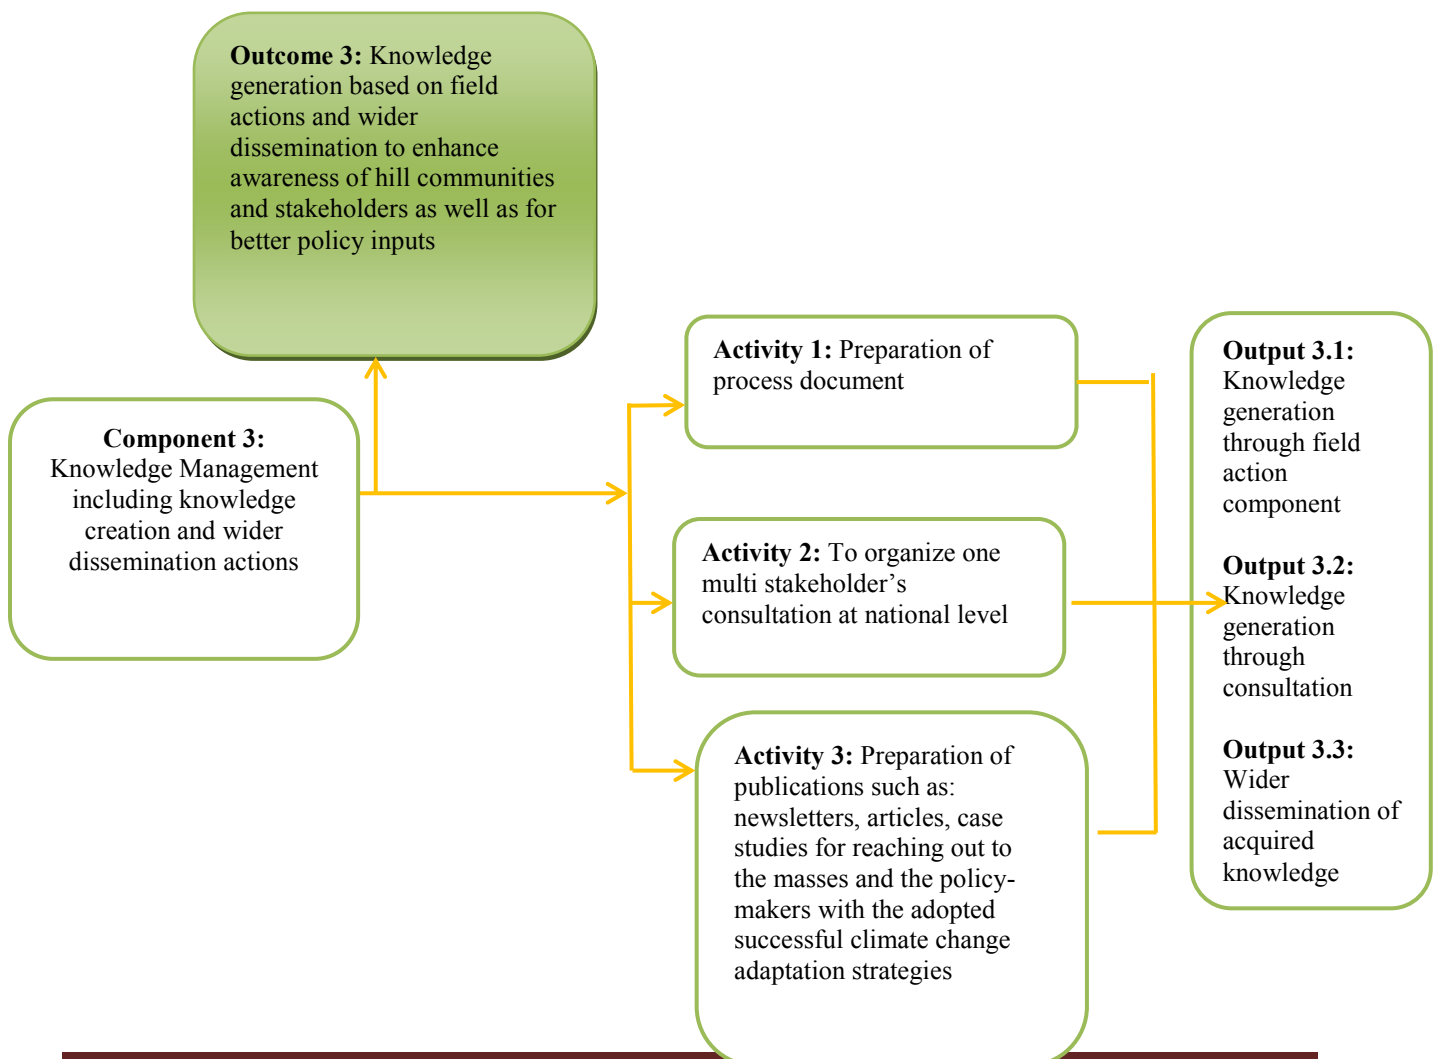 Outcome 3: Knowledge
generation based on field
actions and wider
dissemination to enhance
awareness of hill communities
and stakeholders as well as for
better policy inputs
Component 3:
Knowledge Management
including knowledge
creation and wider
dissemination actions
Activity 1: Preparation of
process document
Activity 2: To organize one
multi stakeholder’s
consultation at national level
Activity 3: Preparation of
publications such as:
newsletters, articles, case
studies for reaching out to
the masses and the policy-
makers with the adopted
successful climate change
adaptation strategies
Output 3.1:
Knowledge
generation
through field
action
component
Output 3.2:
Knowledge
generation
through
consultation
Output 3.3:
Wider
dissemination of
acquired
knowledge